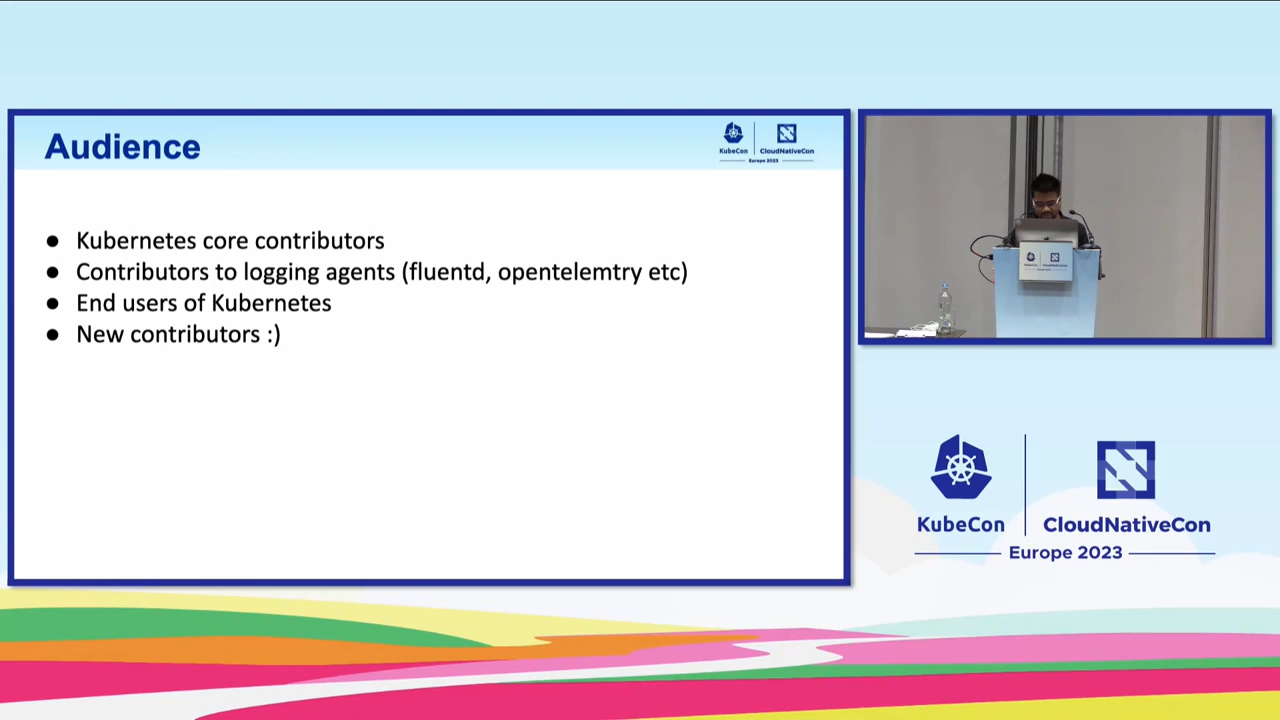 Audience
KubeCon
CloudNativeCon
Europe 2023
● Kubernetes core contributors
● Contributors to logging agents (fluentd, opentelemtry etc)
● End users of Kubernetes
● New contributors :)
KubeCon
CloudNativeCon
Europe 2023